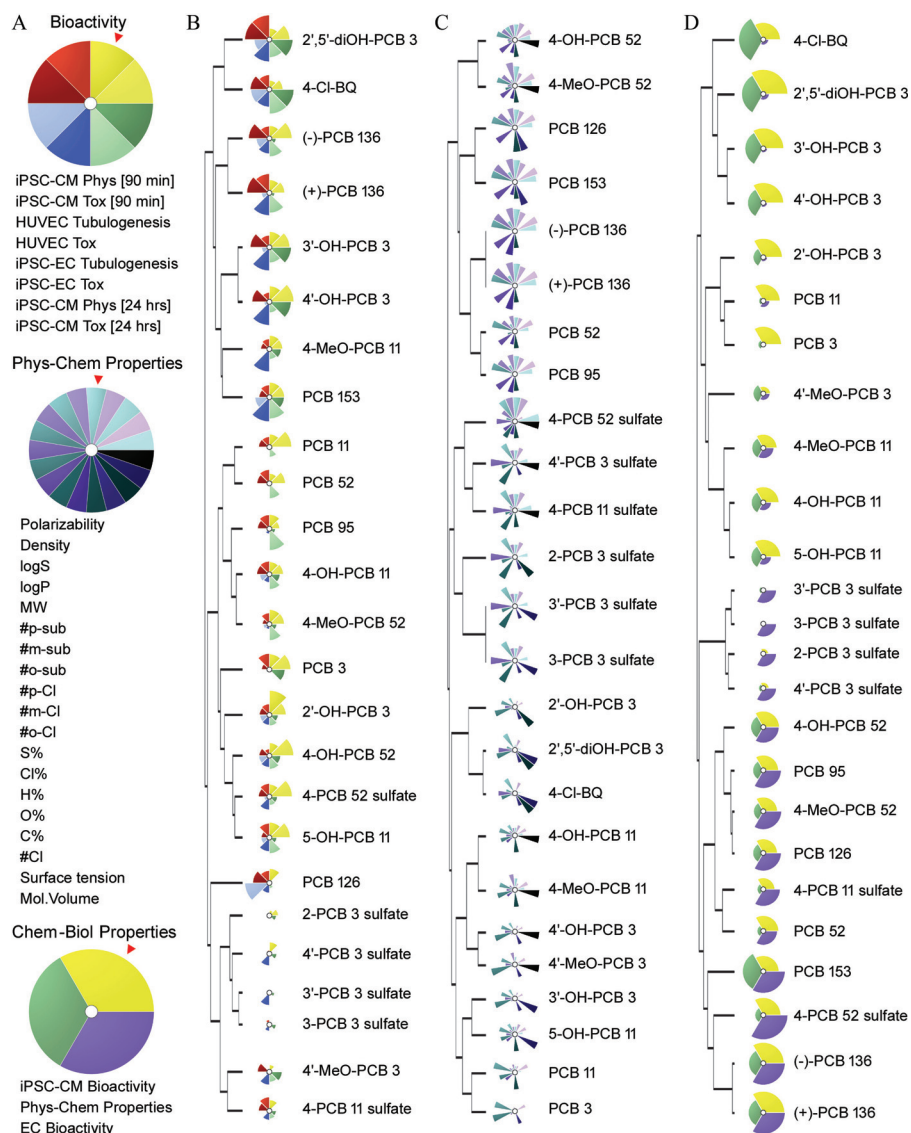 A
Bioactivity
iPSC-CM Phys [90 min]
iPSC-CM Tox [90 min]
HUVEC Tubulogenesis
HUVEC Tox
iPSC-EC Tubulogenesis
iPSC-EC Tox
iPSC-CM Phys [24 hrs]
iPSC-CM Tox [24 hrs]
Phys-Chem Properties
Polarizability
Density
logS
logP
MW
#p-sub
#m-sub
#o-sub
#p-Cl
#m-Cl
#o-Cl
S%
Cl%
H%
O%
C%
#Cl
Surface tension
Mol.Volume
Chem-Biol Properties
iPSC-CM Bioactivity
Phys-Chem Properties
EC Bioactivity
B
2',5'-diOH-PCB 3
4-Cl-BQ
(-)-PCB 136
(+)-PCB 136
3'-OH-PCB 3
4'-OH-PCB 3
4-MeO-PCB 11
PCB 153
PCB 11
PCB 52
PCB 95
4-OH-PCB 11
4-MeO-PCB 52
PCB 3
2'-OH-PCB 3
4-OH-PCB 52
4-PCB 52 sulfate
5-OH-PCB 11
PCB 126
2-PCB 3 sulfate
4'-PCB 3 sulfate
3'-PCB 3 sulfate
3-PCB 3 sulfate
4'-MeO-PCB 3
4-PCB 11 sulfate
C
4-OH-PCB 52
4-MeO-PCB 52
PCB 126
PCB 153
(-)-PCB 136
(+)-PCB 136
PCB 52
PCB 95
4-PCB 52 sulfate
4'-PCB 3 sulfate
4-PCB 11 sulfate
2-PCB 3 sulfate
3'-PCB 3 sulfate
3-PCB 3 sulfate
2'-OH-PCB 3
2',5'-diOH-PCB 3
4-Cl-BQ
4-OH-PCB 11
4-MeO-PCB 11
4'-OH-PCB 3
4'-MeO-PCB 3
3'-OH-PCB 3
5-OH-PCB 11
PCB 11
PCB 3
D
4-Cl-BQ
2',5'-diOH-PCB 3
3'-OH-PCB 3
4'-OH-PCB 3
2'-OH-PCB 3
PCB 11
PCB 3
4'-MeO-PCB 3
4-MeO-PCB 11
4-OH-PCB 11
5-OH-PCB 11
3'-PCB 3 sulfate
3-PCB 3 sulfate
2-PCB 3 sulfate
4'-PCB 3 sulfate
4-OH-PCB 52
PCB 95
4-MeO-PCB 52
PCB 126
4-PCB 11 sulfate
PCB 52
PCB 153
4-PCB 52 sulfate
(-)-PCB 136
(+)-PCB 136